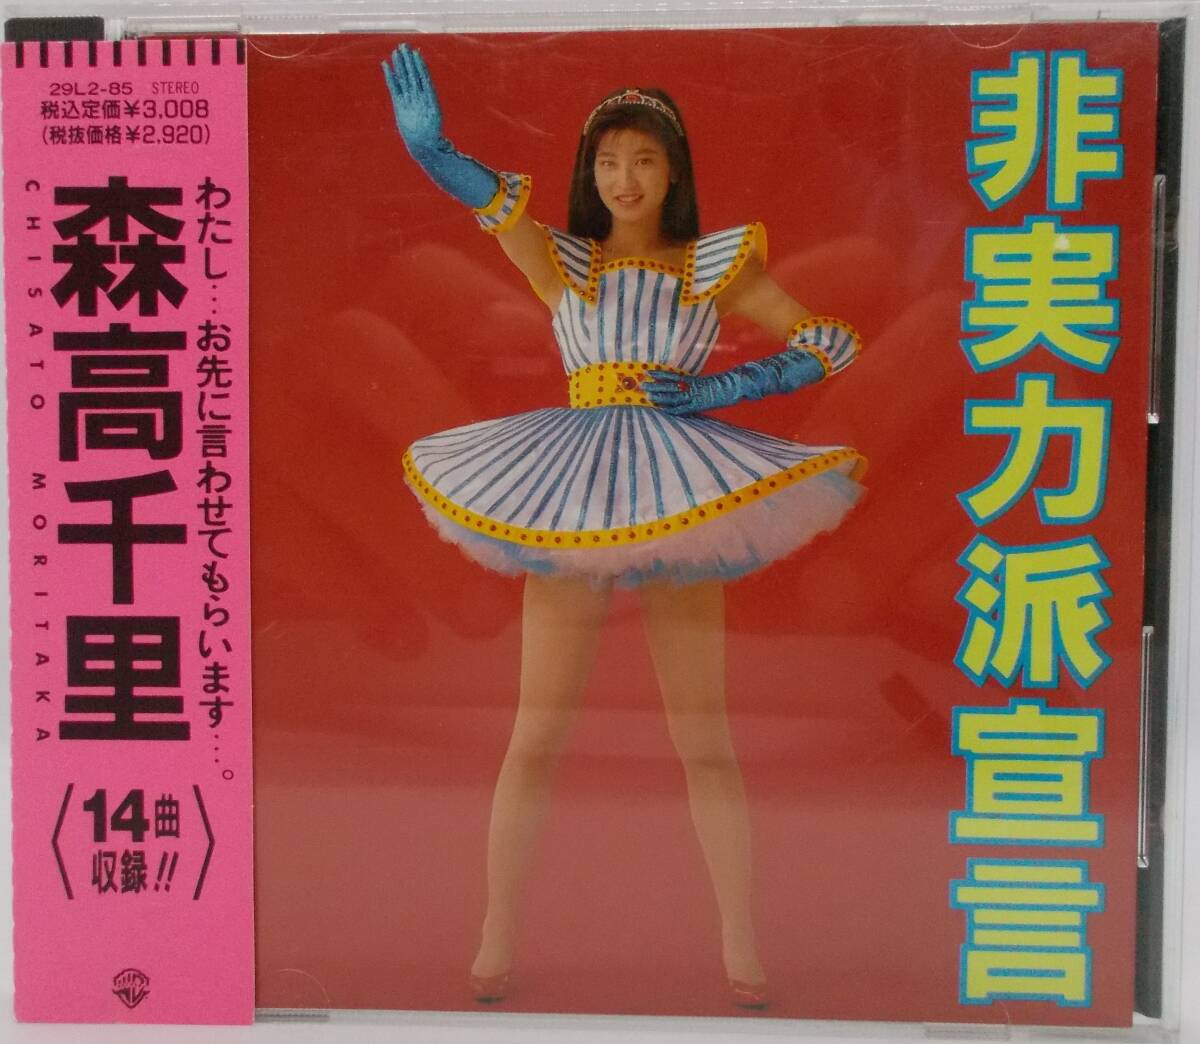 29L2-85 STEREO
税込定価¥3,008
(税抜価格¥2,920)
わたし…お先に言わせてもらいます…。
森高千里
CHISATO MORITAKA
14曲
収録!!
非実力派宣言